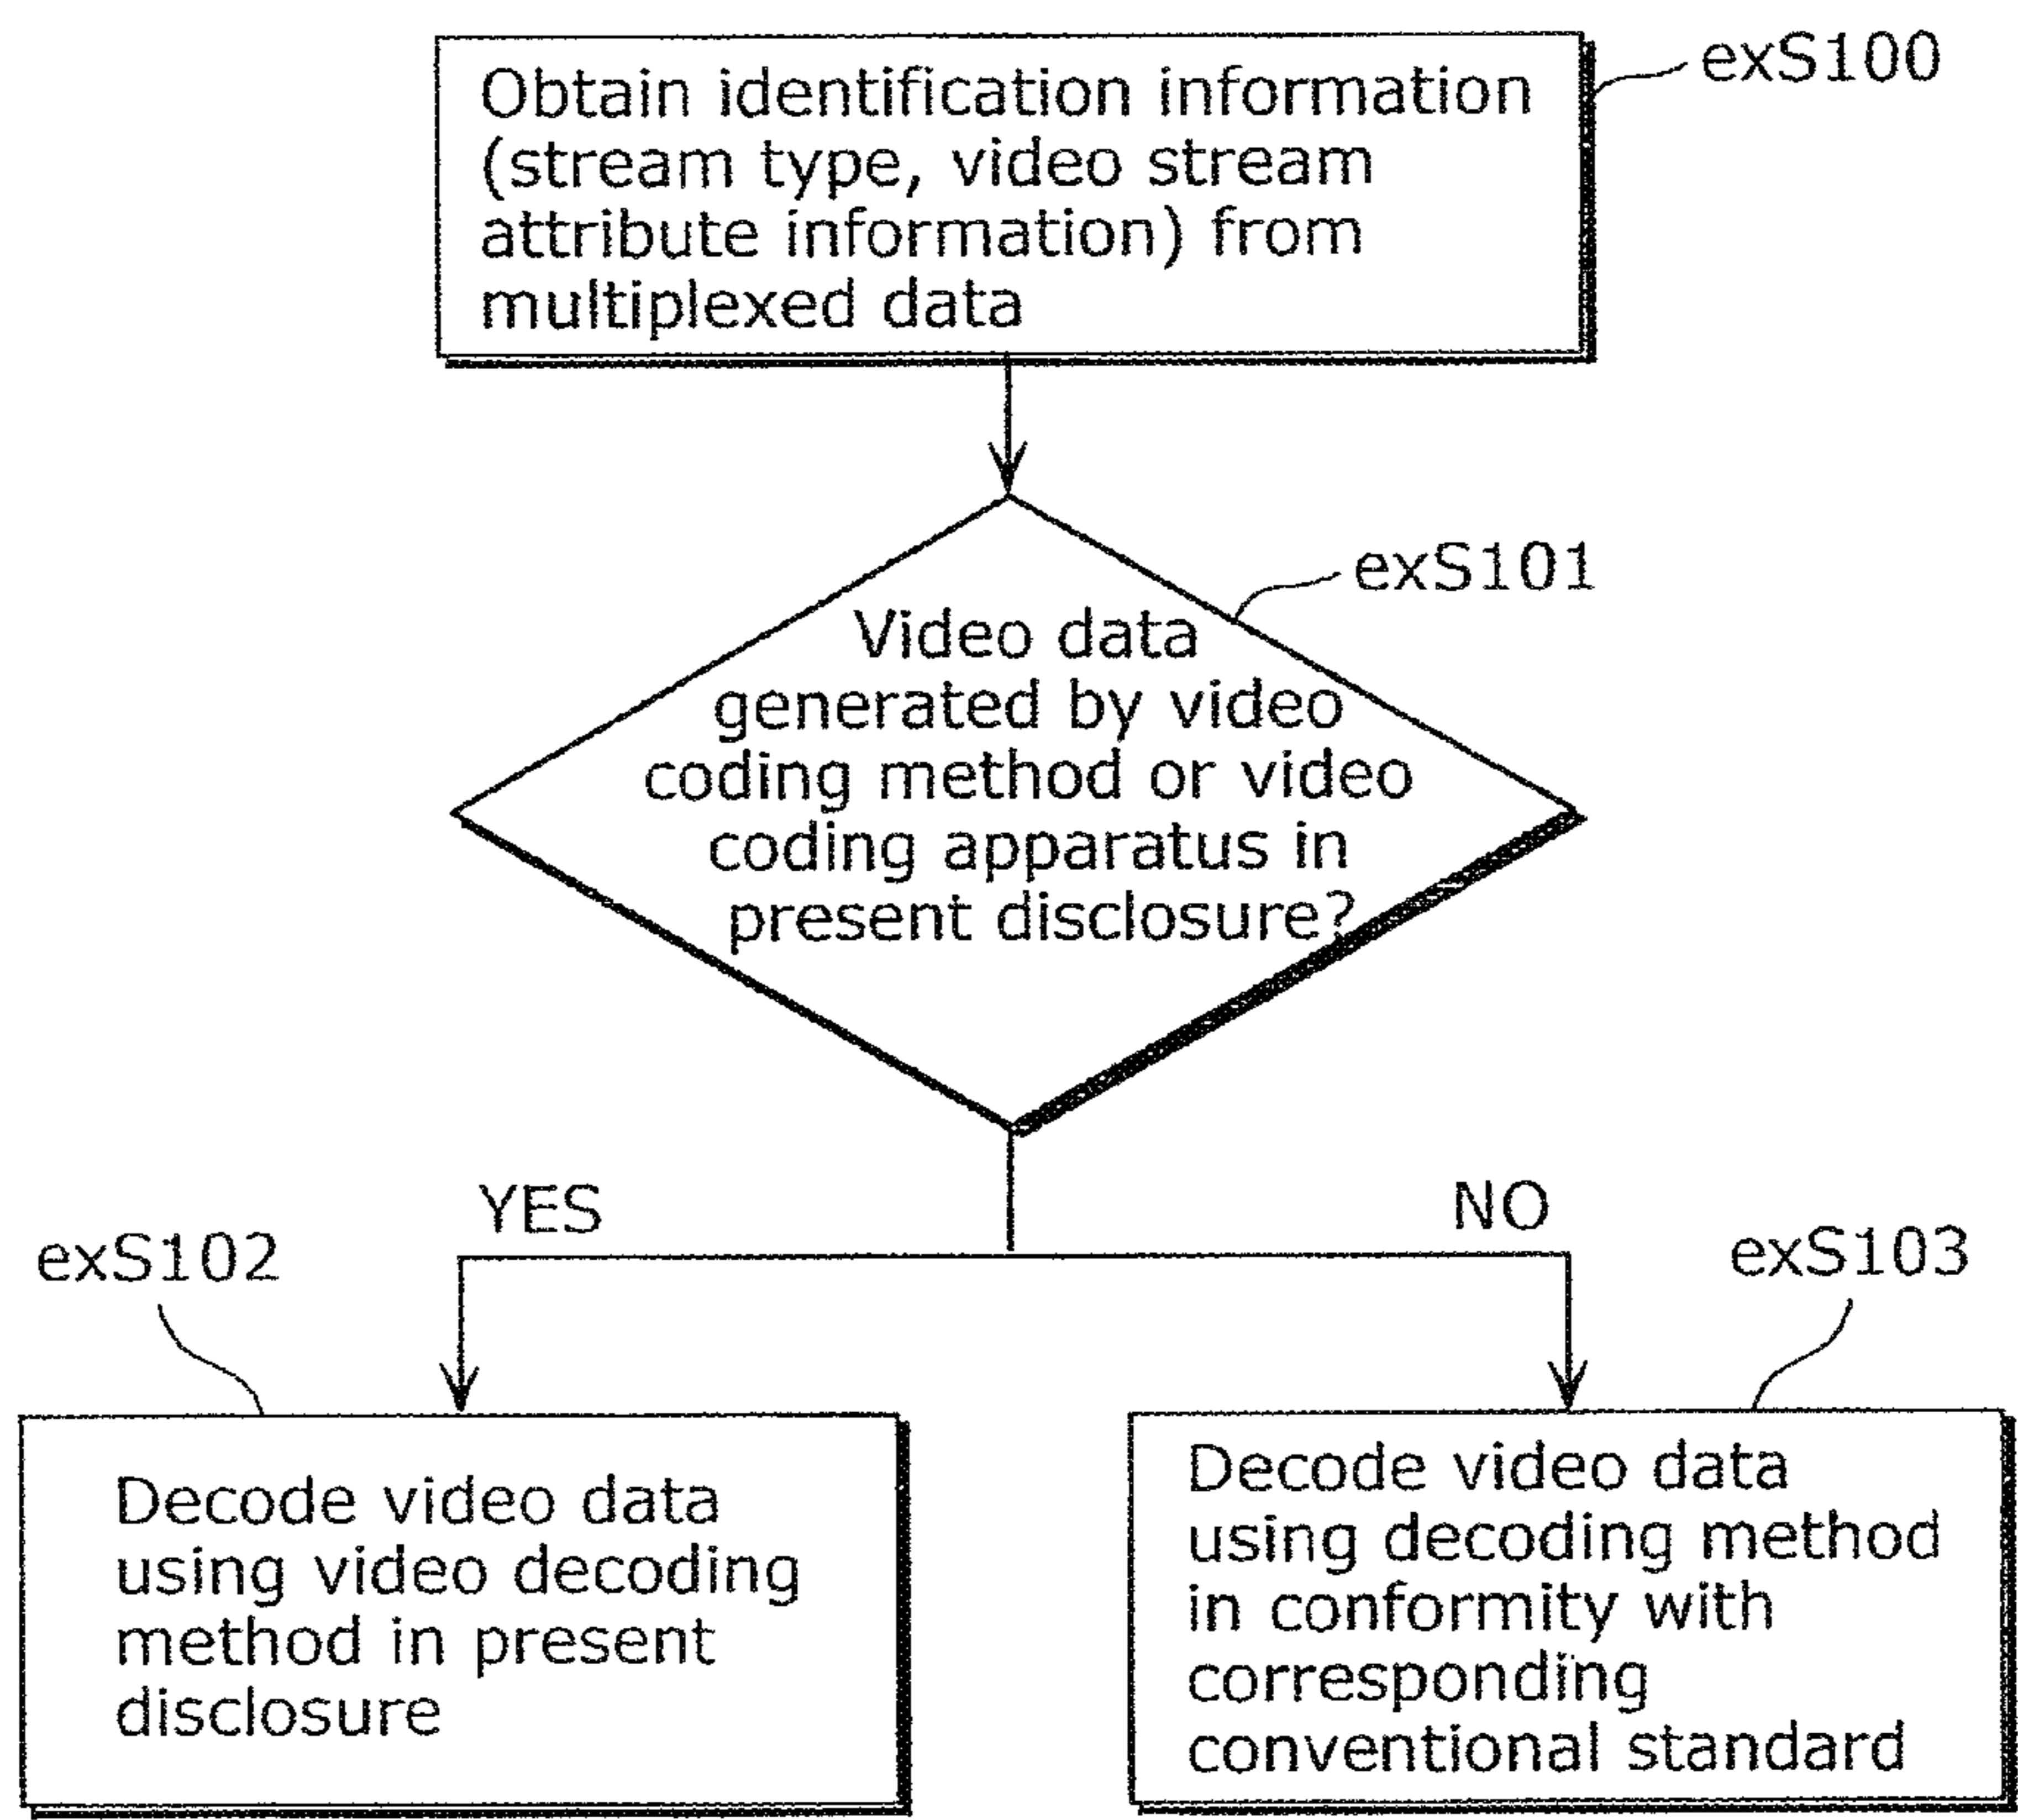 exS100
Obtain identification information
(stream type, video stream
attribute information) from
multiplexed data
exS101
Video data
generated by video
coding method or video
coding apparatus in
present disclosure?
YES
NO
exS102
exS103
Decode video data
using video decoding
method in present
disclosure
Decode video data
using decoding method
in conformity with
corresponding
conventional standard